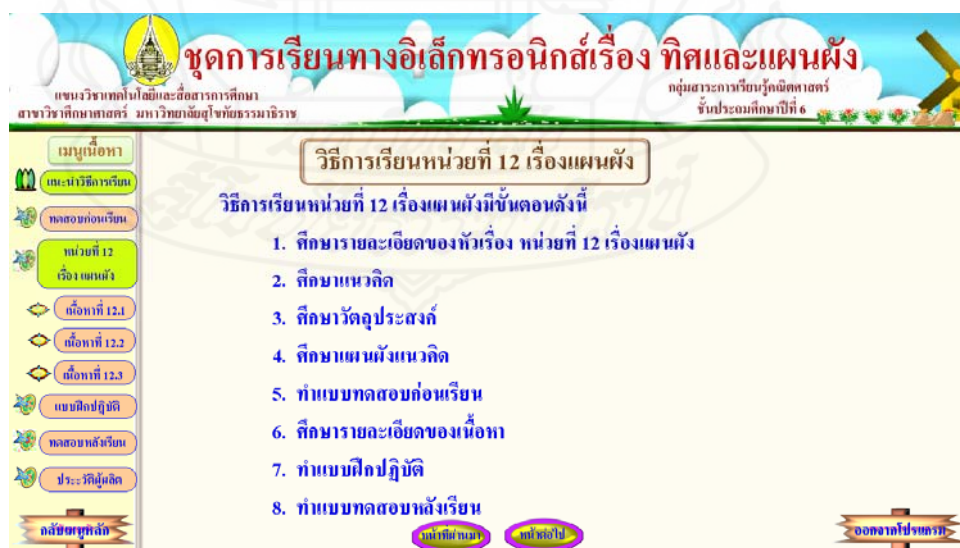 ชุดการเรียนทางอิเล็กทรอนิกส์เรื่อง ทิศและแผนผัง
แขนงวิชาเทคโนโลยีและสื่อสารการศึกษา
สาขาวิชาศึกษาศาสตร์ มหาวิทยาลัยสุโขทัยธรรมาธิราช
กลุ่มสาระการเรียนรู้คณิตศาสตร์
ชั้นประถมศึกษาปีที่ 6
เมนูเนื้อหา
แนะนำวิธีการเรียน
ทดสอบก่อนเรียน
หน่วยที่ 12
เรื่อง แผนผัง
เนื้อหาที่ 12.1
เนื้อหาที่ 12.2
เนื้อหาที่ 12.3
แบบฝึกปฏิบัติ
ทดสอบหลังเรียน
ประวัติผู้ผลิต
กลับเมนูหลัก
วิธีการเรียนหน่วยที่ 12 เรื่องแผนผัง
วิธีการเรียนหน่วยที่ 12 เรื่องแผนผังมีขั้นตอนดังนี้
1. ศึกษารายละเอียดของหัวเรื่อง หน่วยที่ 12 เรื่องแผนผัง
2. ศึกษาแนวคิด
3. ศึกษาวัตถุประสงค์
4. ศึกษาแผนผังแนวคิด
5. ทำแบบทดสอบก่อนเรียน
6. ศึกษารายละเอียดของเนื้อหา
7. ทำแบบฝึกปฏิบัติ
8. ทำแบบทดสอบหลังเรียน
หน้าที่ผ่านมา
หน้าต่อไป
ออกจากโปรแกรม